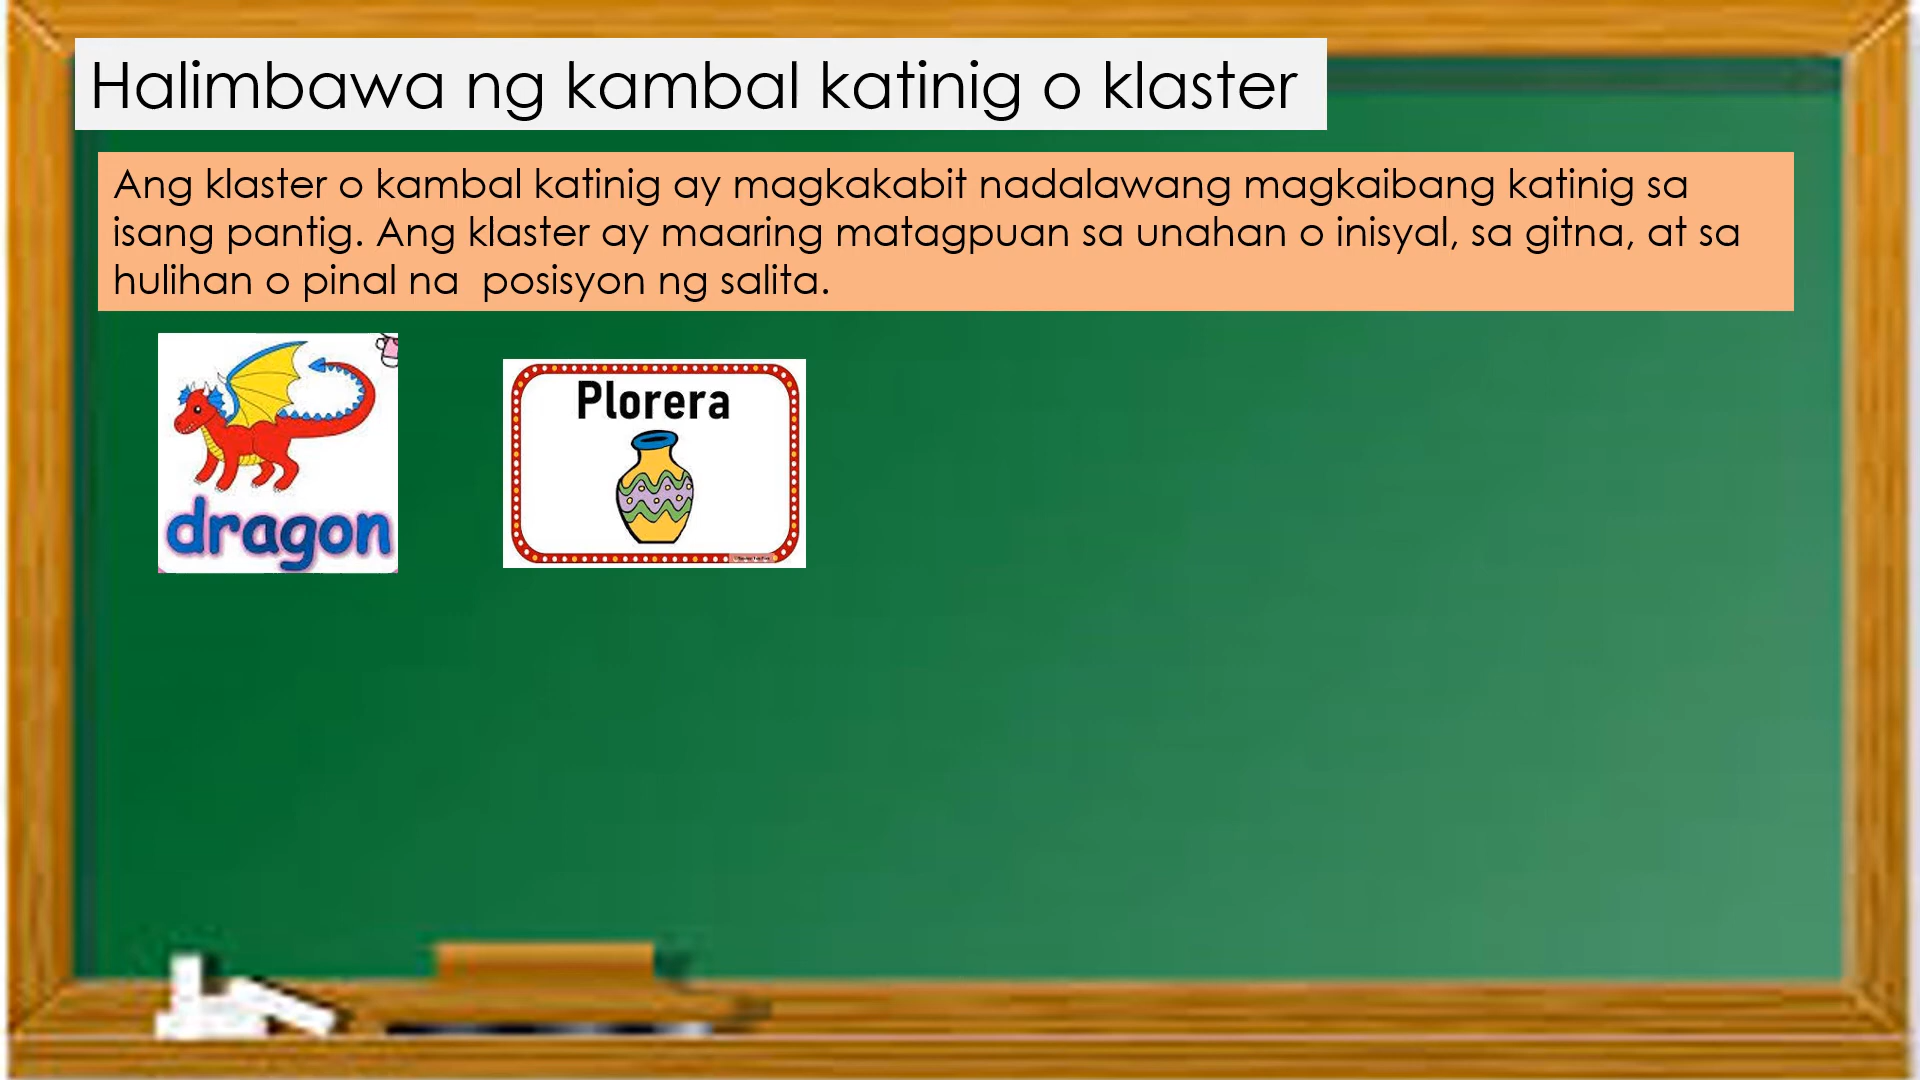 Halimbawa ng kambal katinig o klaster
Ang klaster o kambal katinig ay magkakabit nadalawang magkaibang katinig sa
isang pantig. Ang klaster ay maaring matagpuan sa unahan o inisyal, sa gitna, at sa
hulihan o pinal na  posisyon ng salita.
dragon
Plorera